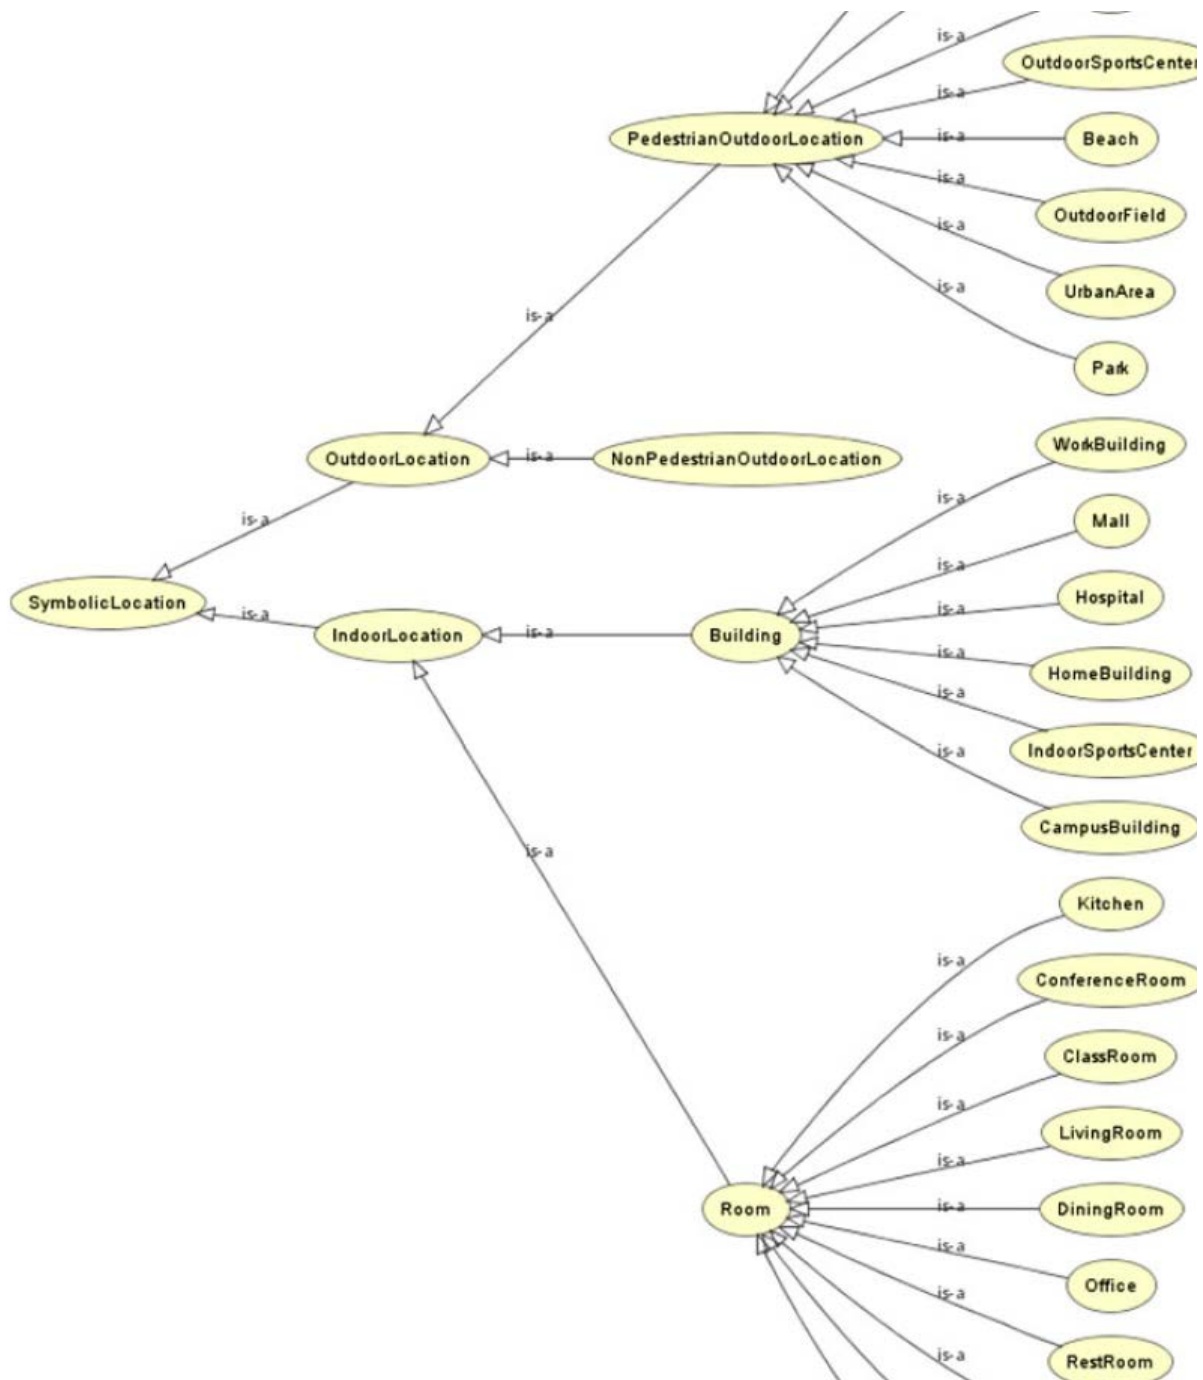 is-a
OutdoorSportsCenter
is-a
PedestrianOutdoorLocation
is-a
Beach
is-a
OutdoorField
is-a
UrbanArea
is-a
is-a
Park
WorkBuilding
OutdoorLocation
is-a
NonPedestrianOutdoorLocation
is-a
is-a
Mall
is-a
SymbolicLocation
is-a
IndoorLocation
is-a
Building
is-a
Hospital
is-a
HomeBuilding
is-a
IndoorSportsCenter
is-a
CampusBuilding
is-a
Kitchen
is-a
ConferenceRoom
is-a
ClassRoom
is-a
LivingRoom
is-a
Room
is-a
DiningRoom
is-a
Office
is-a
RestRoom
is-a